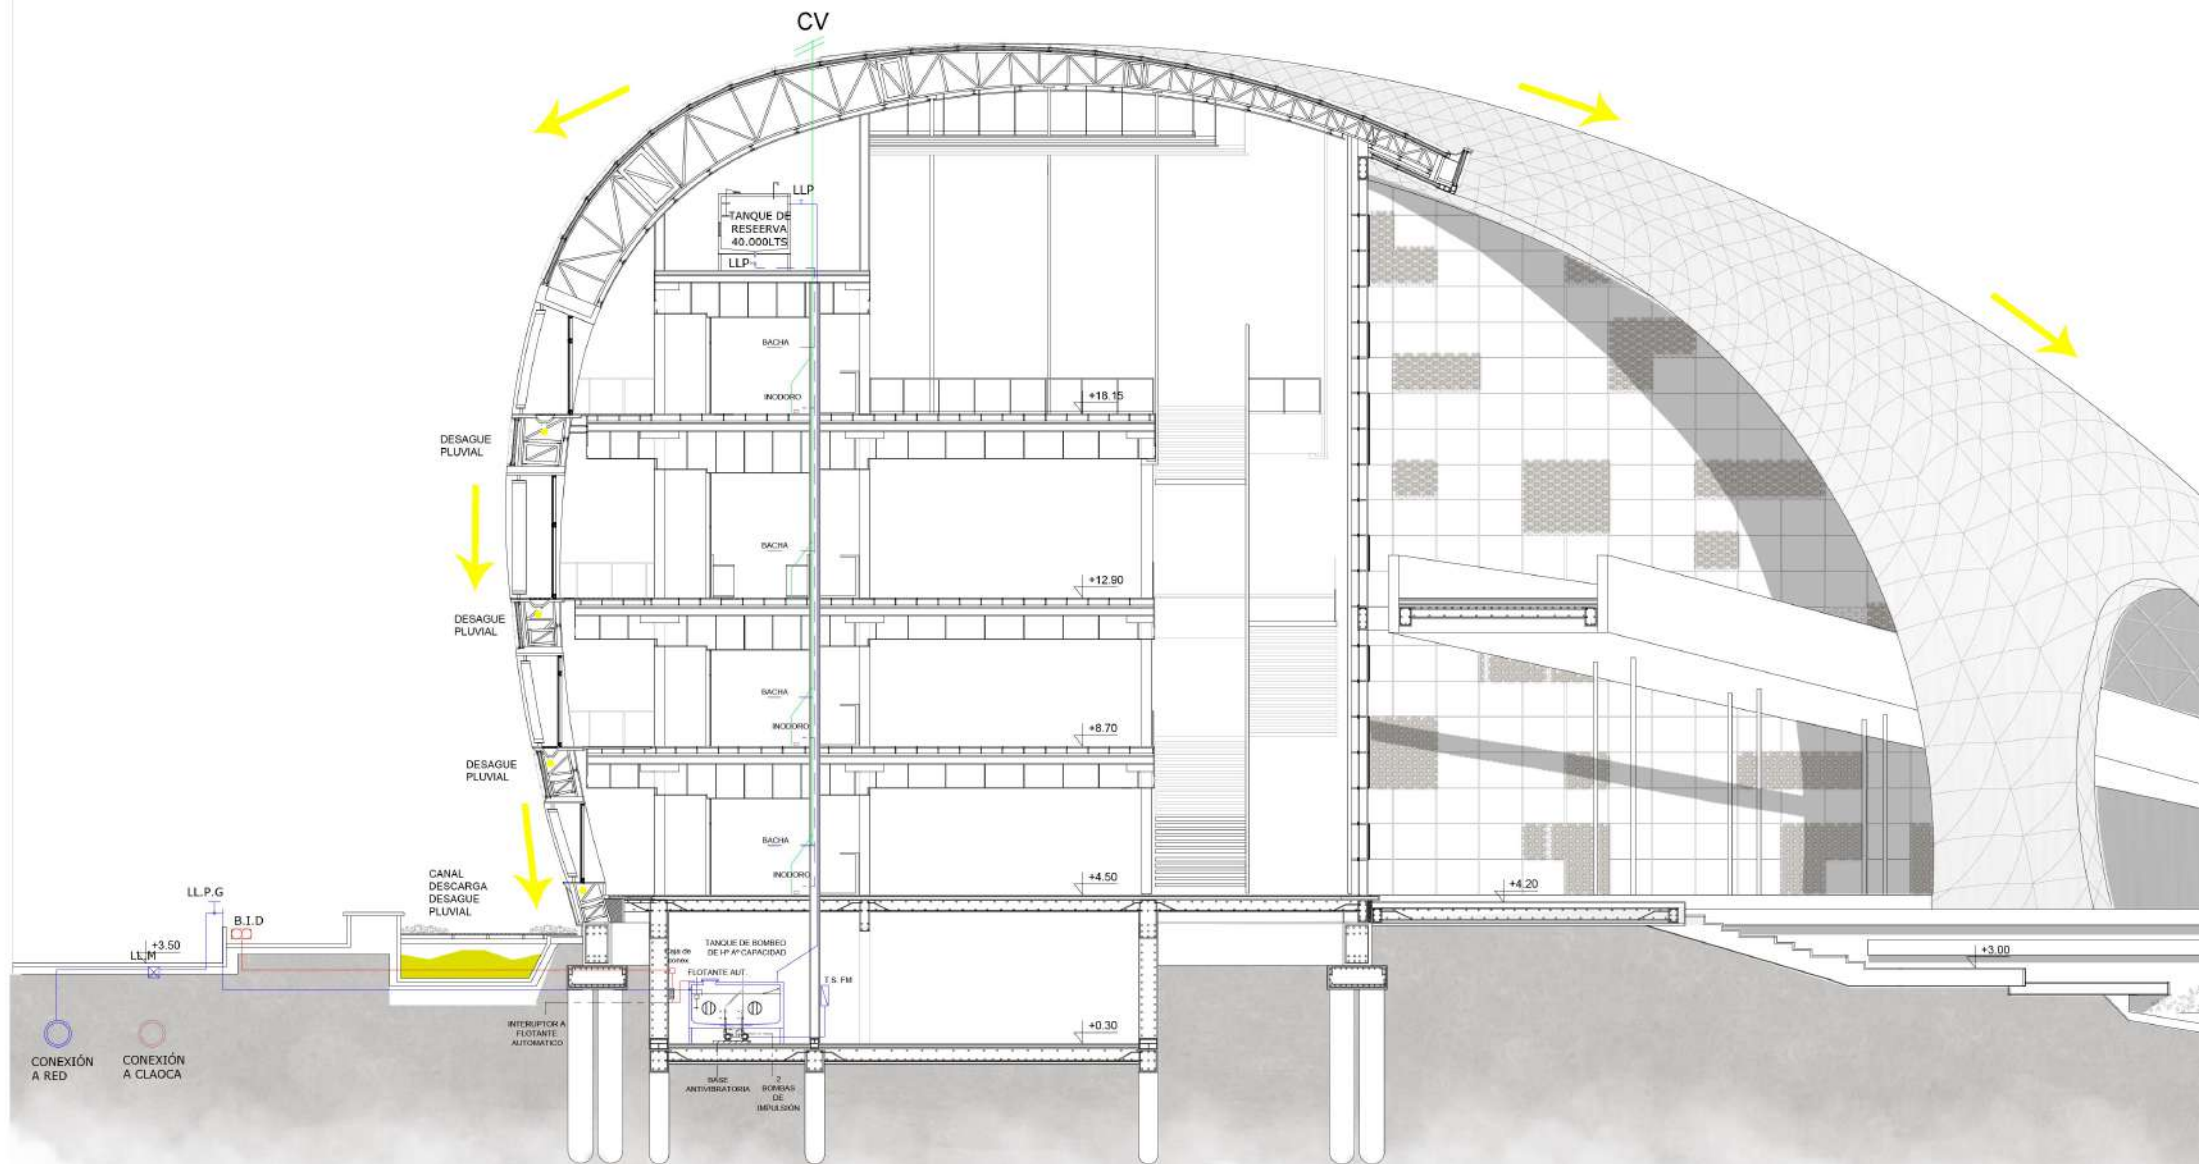 CV
LLP
TANQUE DE
RESEERVA
40.000LTS
LLP
BACHA
INODORO
+18.15
DESAGUE
PLUVIAL
BACHA
+12.90
DESAGUE
PLUVIAL
BACHA
INODORO
+8.70
DESAGUE
PLUVIAL
BACHA
INODORO
+4.50
+4.20
CANAL
DESCARGA
DESAGUE
PLUVIAL
LL.P.G
B.I.D
+3.50
LL.M
TANQUE DE BOMBEO
DE Hº Aº CAPACIDAD
FLOTANTE AUT.
T.S. FM
+3.00
INTERUPTOR A
FLOTANTE
AUTOMATICO
+0.30
CONEXIÓN
A RED
CONEXIÓN
A CLAOCA
BASE
ANTIVIBRATORIA
2
BOMBAS
DE
IMPULSIÓN